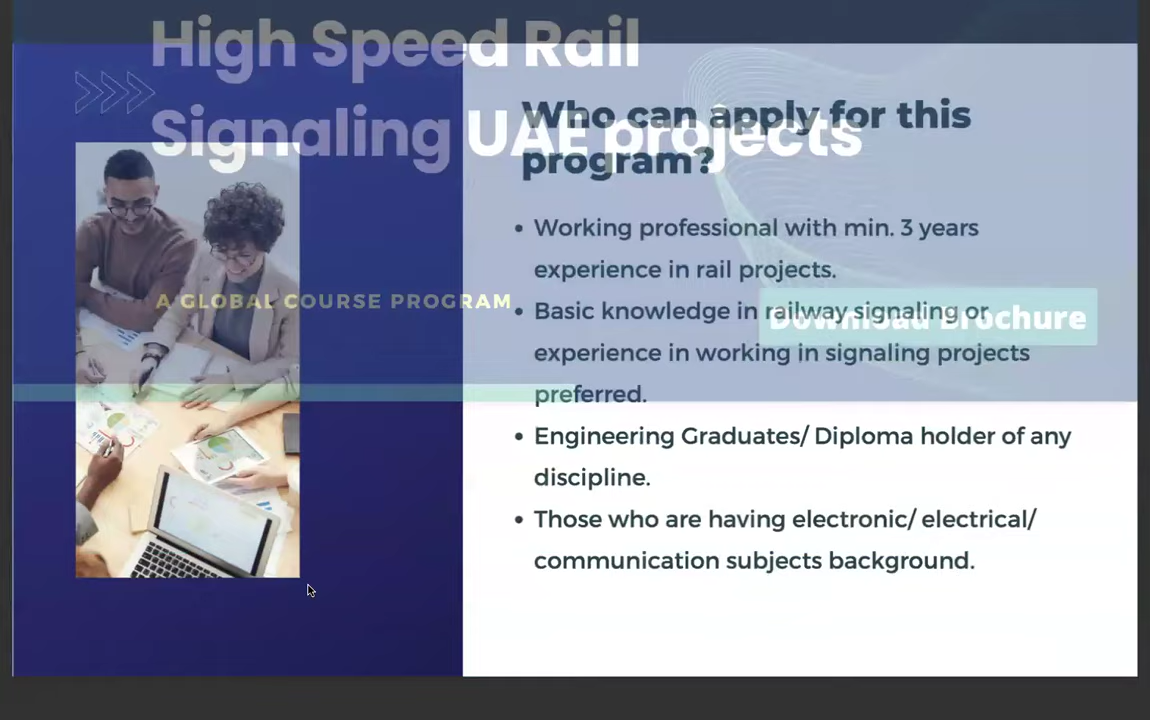 High Speed Rail
Signaling UAE projects
A GLOBAL COURSE PROGRAM
Download Brochure
Who can apply for this
program?
• Working professional with min. 3 years
experience in rail projects.
• Basic knowledge in railway signaling or
experience in working in signaling projects
preferred.
• Engineering Graduates/ Diploma holder of any
discipline.
• Those who are having electronic/ electrical/
communication subjects background.